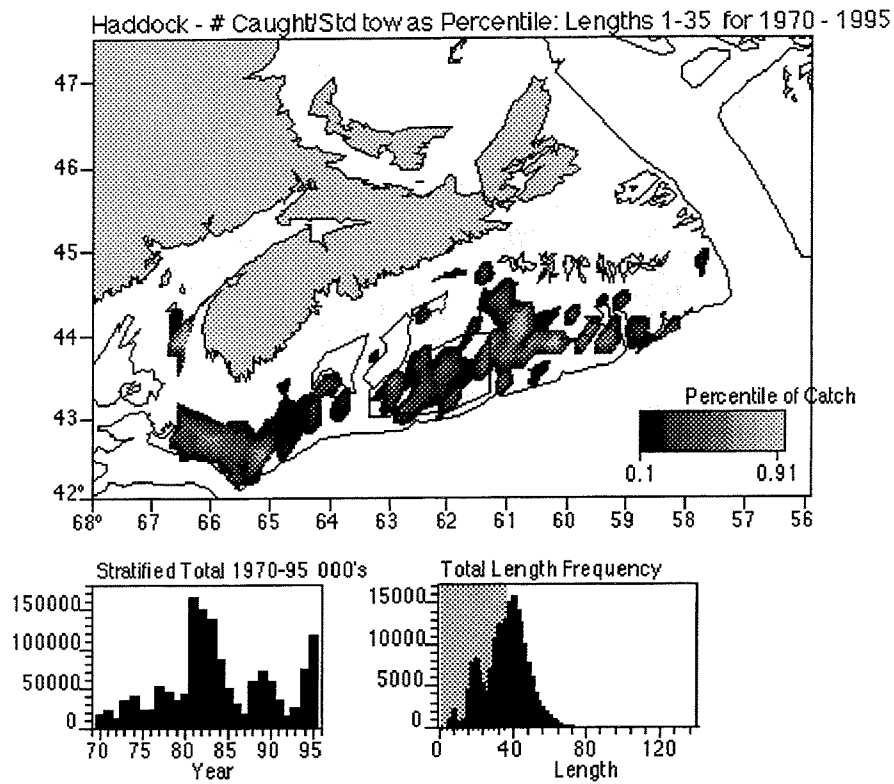 Haddock - # Caught/Std tow as Percentile: Lengths 1-35 for 1970 - 1995
47
46
45
44
43
42º
Percentile of Catch
0.1 0.91
68º 67 66 65 64 63 62 61 60 59 58 57 56
Stratified Total 1970-95 000's
150000
100000
50000
0
70 75 80 85 90 95
Year
Total Length Frequency
15000
10000
5000
0
0 40 80 120
Length